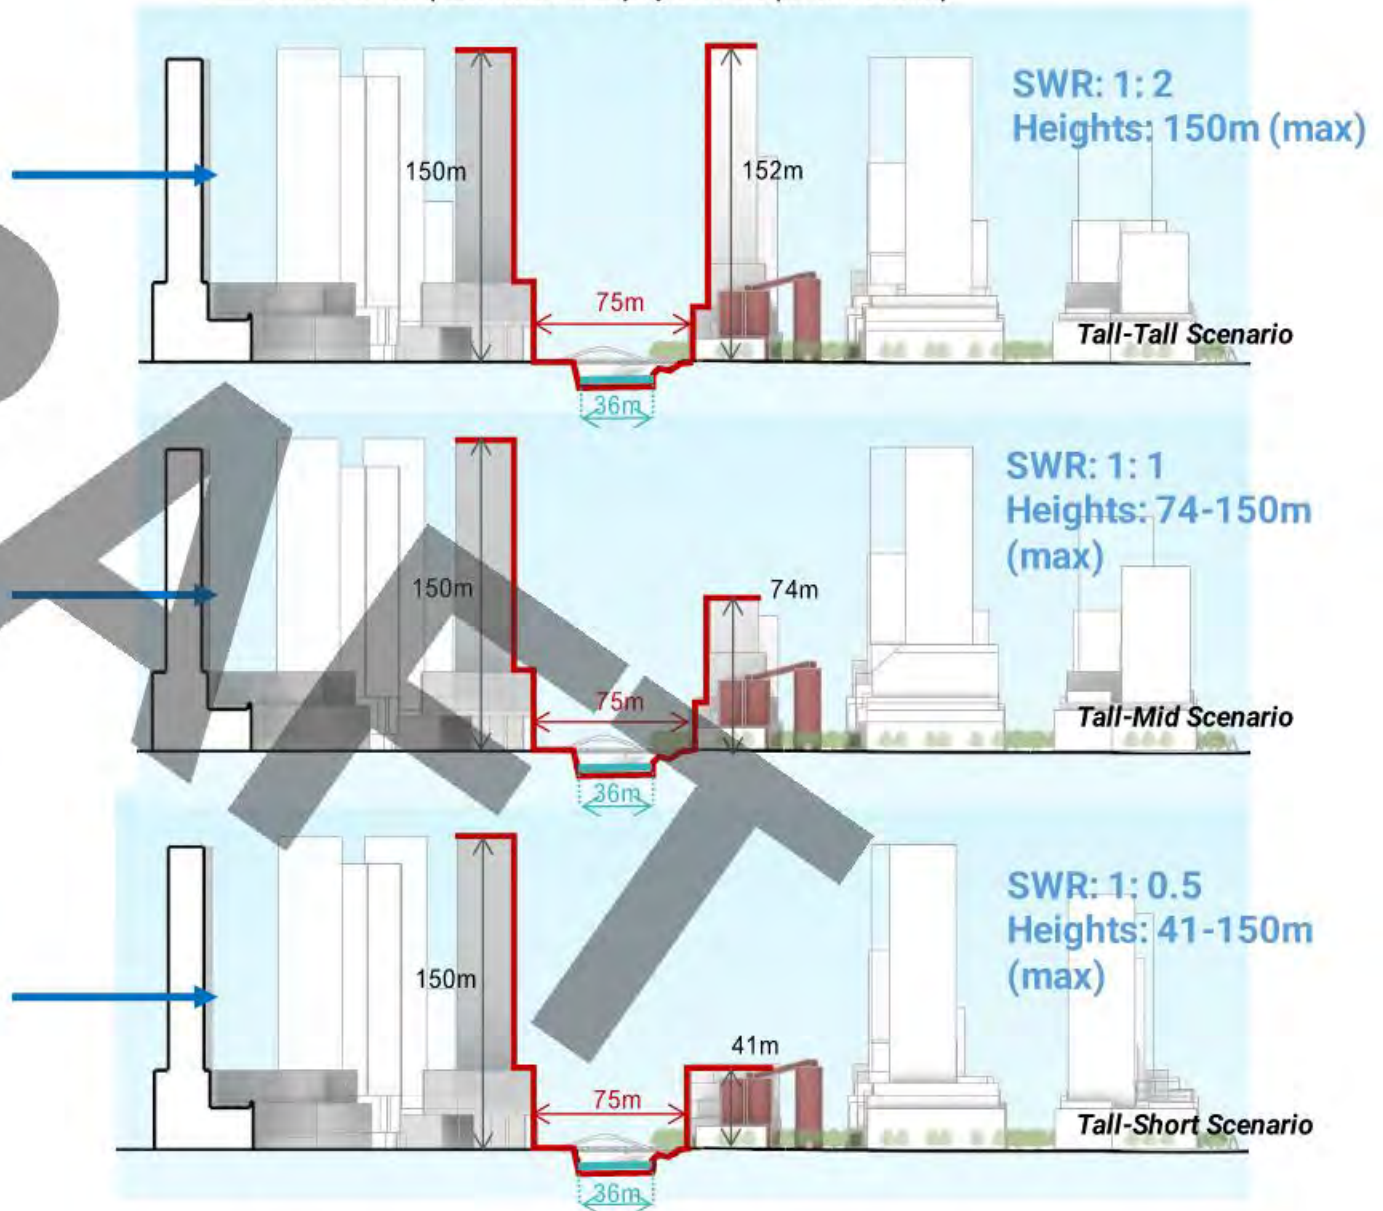 SWR: 1: 2
Heights: 150m (max)
150m
152m
75m
Tall-Tall Scenario
36m
SWR: 1: 1
Heights: 74-150m
(max)
150m
74m
75m
Tall-Mid Scenario
36m
SWR: 1: 0.5
Heights: 41-150m
(max)
150m
41m
75m
Tall-Short Scenario
36m
RAFT